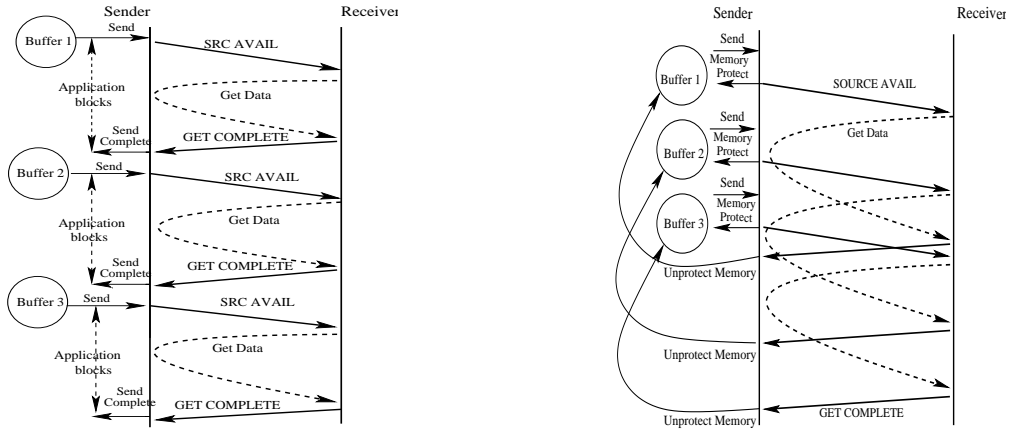 Sender
Receiver
Buffer 1
Send
SRC AVAIL
Application
blocks
Get Data
Send
Complete
GET COMPLETE
Buffer 2
Send
SRC AVAIL
Application
blocks
Get Data
Send
Complete
GET COMPLETE
Buffer 3
Send
SRC AVAIL
Application
blocks
Get Data
Send
Complete
GET COMPLETE
Sender
Receiver
Send
Memory
Protect
Buffer 1
SOURCE AVAIL
Get Data
Send
Memory
Protect
Buffer 2
Send
Memory
Protect
Buffer 3
Unprotect Memory
Unprotect Memory
Unprotect Memory
GET COMPLETE